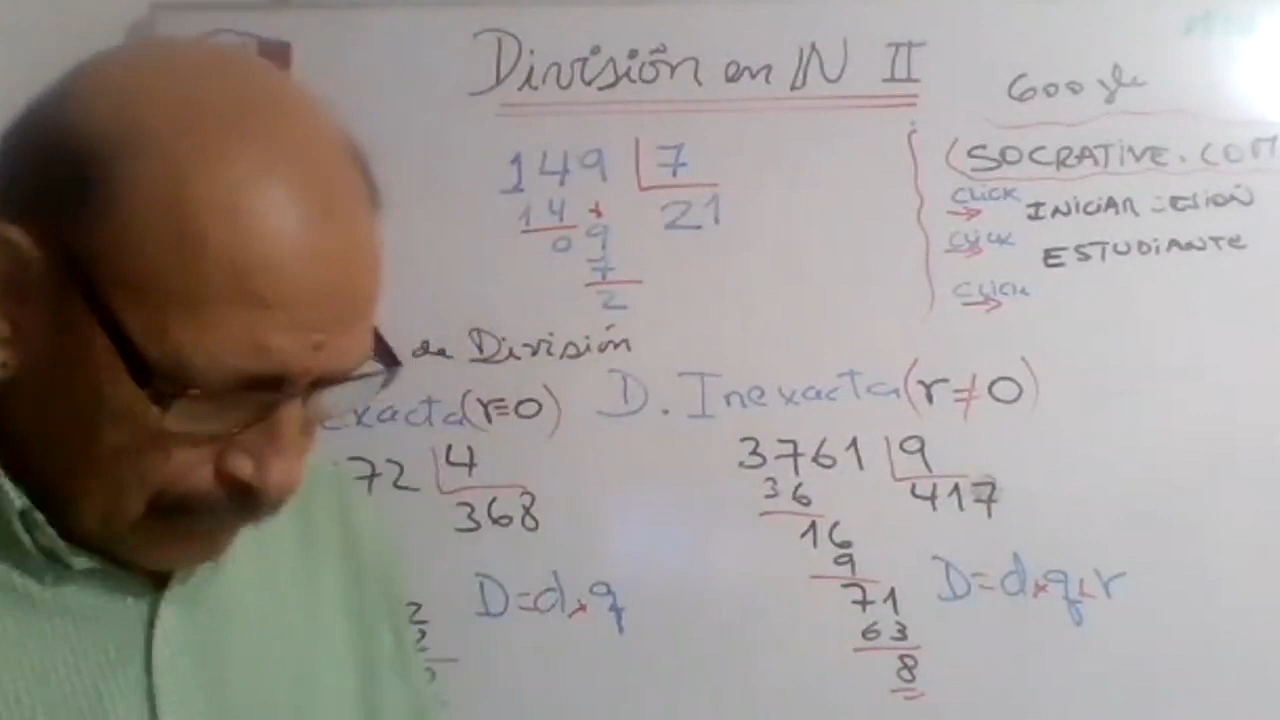 División en IN II
149 7
14 21
09
7
2
Google
(SOCRATIVE.COM
CLICK INICIAR SESIÓN
CLICK ESTUDIANTE
CLICK
de División
Exacta (r=0)
72 4
368
D=d×q
D. Inexacta (r≠0)
3761 9
36 417
16
9
71
63
8
D=d×q+r